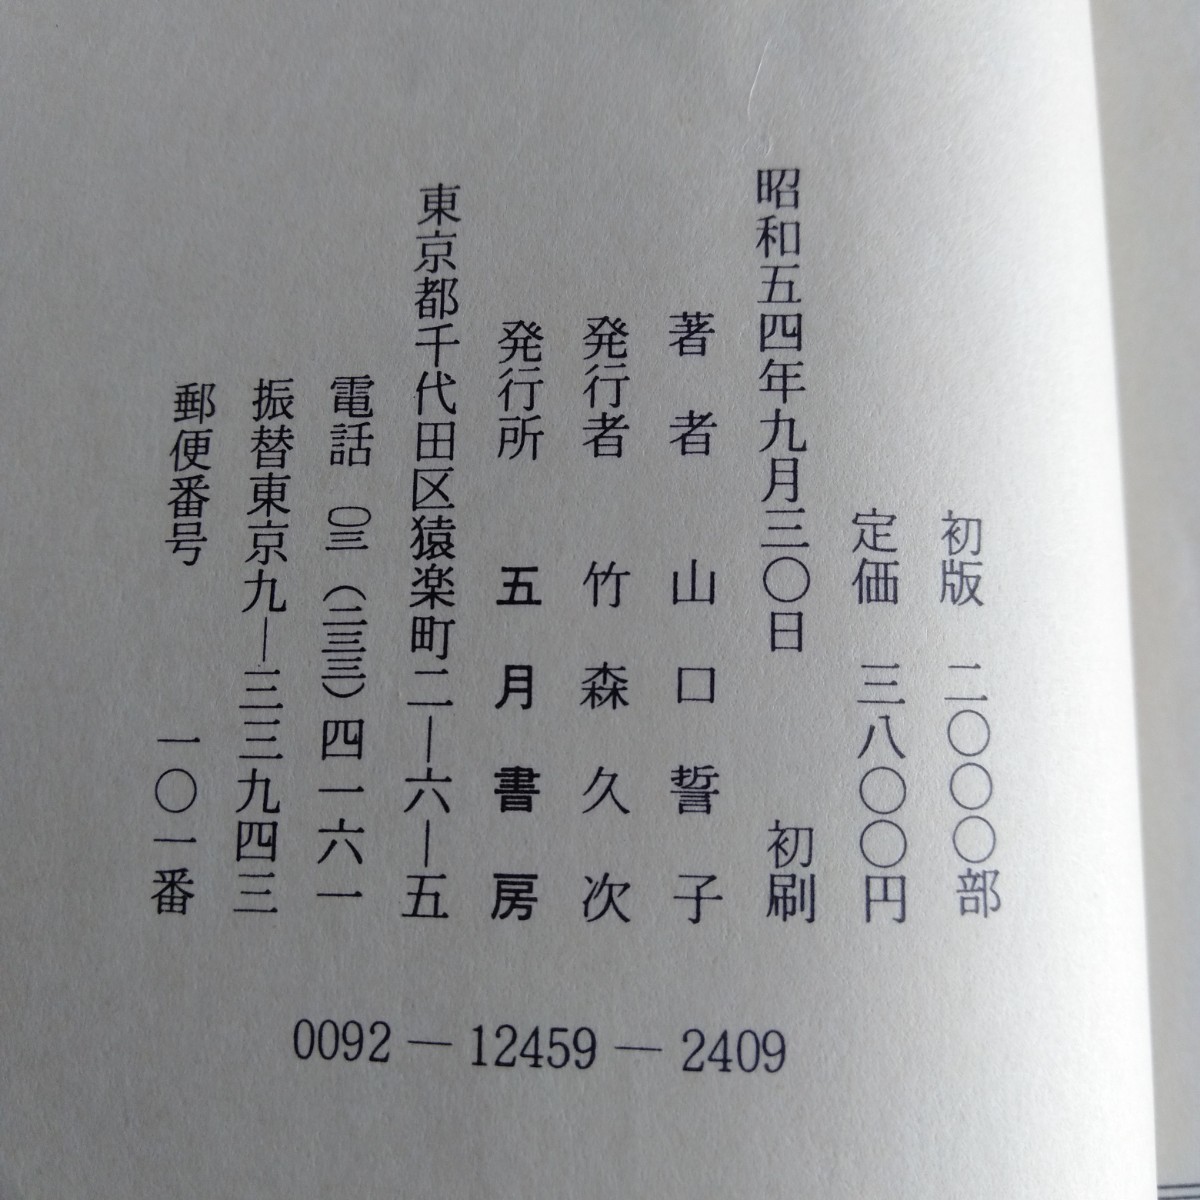 初版 二〇〇〇部
定価 三八〇〇円
昭和五四年九月三〇日 初刷
著者 山口誓子
発行者 竹森久次
発行所 五月書房
東京都千代田区猿楽町二—六—五
電話 〇三(二三三)四一六一
振替東京九—三三九四三
郵便番号 一〇一番
0092—12459—2409